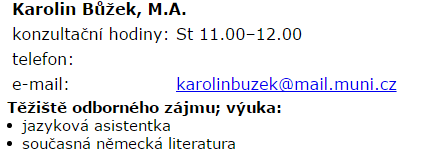 Karolin Bůžek, M.A.
konzultační hodiny: St 11.00–12.00
telefon:
e-mail: karolinbuzek@mail.muni.cz
Těžiště odborného zájmu; výuka:
• jazyková asistentka
• současná německá literatura